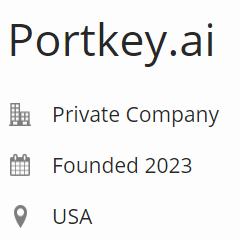 Portkey.ai
Private Company
Founded 2023
USA